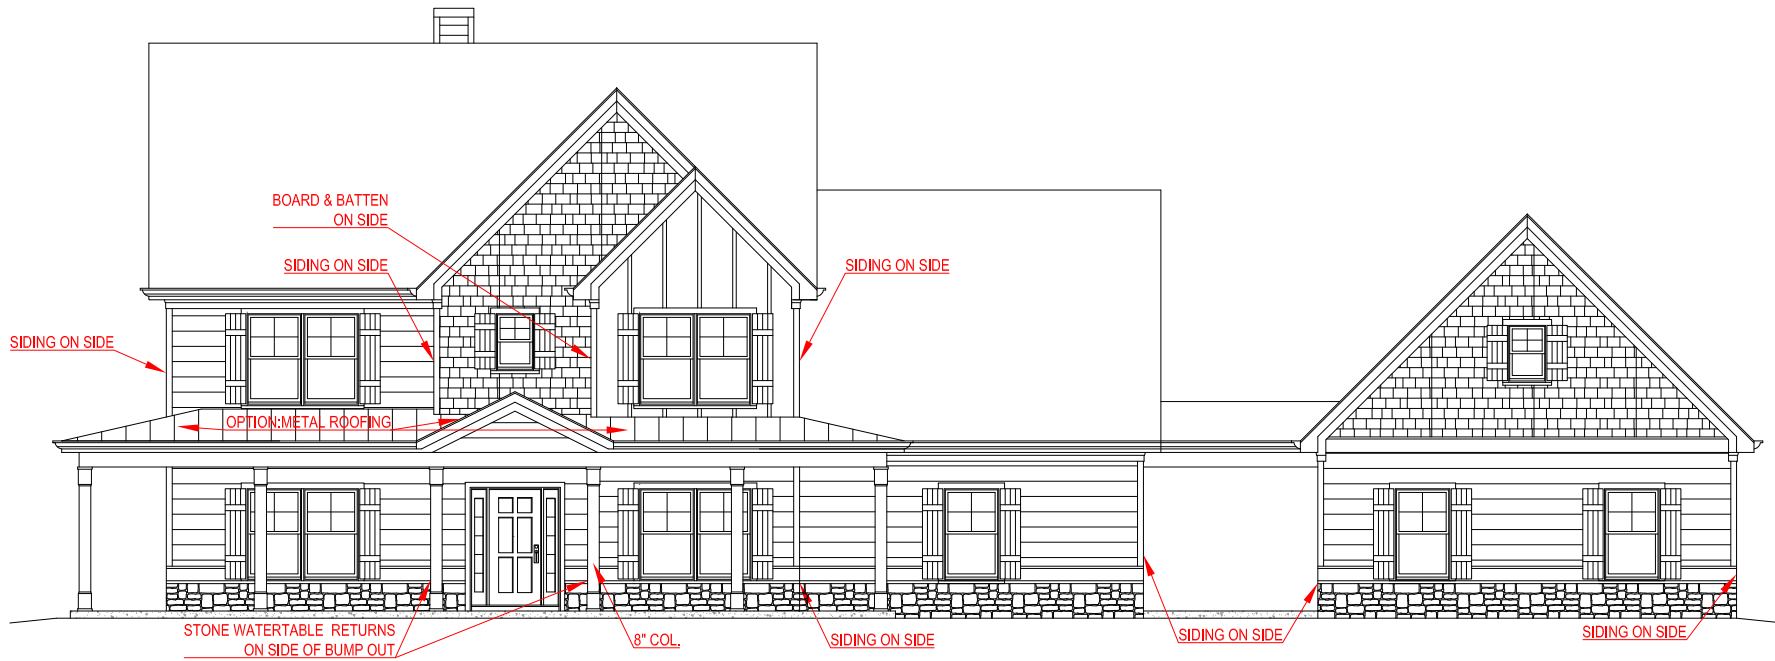 BOARD & BATTEN
ON SIDE
SIDING ON SIDE
SIDING ON SIDE
SIDING ON SIDE
OPTION:METAL ROOFING
STONE WATERTABLE RETURNS
ON SIDE OF BUMP OUT
8" COL.
SIDING ON SIDE
SIDING ON SIDE
SIDING ON SIDE